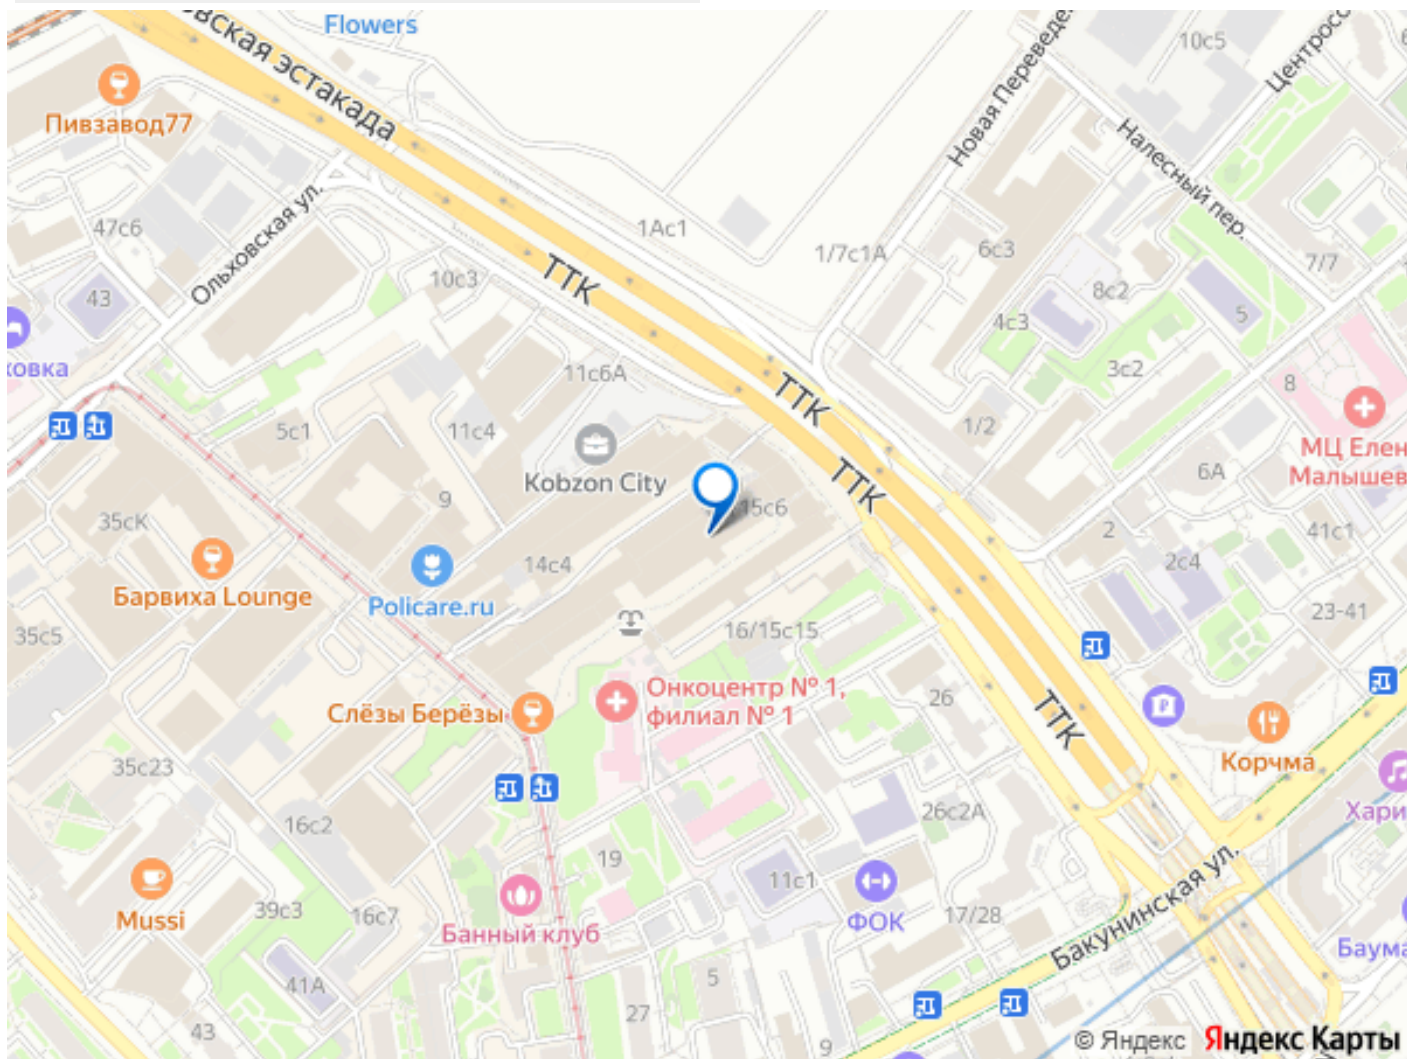 Flowers
вская эстакада
Пивзавод77
10с5
Центросо
Новая Переведен
Налесный пер.
47с6
Ольховская ул.
1Ас1
1/7с1А
6с3
7/7
ТТК
10с3
43
8с2
5
4с3
ховка
11с6А
ТТК
3с2
8
5с1
11с4
1/2
МЦ Елен
Малышев
Kobzon City
ТТК
6А
9
15с6
35сК
2
41с1
14с4
2с4
Барвиха Lounge
Policare.ru
23-41
35с5
16/15с15
Онкоцентр № 1,
филиал № 1
26
Слёзы Берёзы
ТТК
Корчма
35с23
16с2
26с2А
Хари
19
11с1
Mussi
39с3
16с7
Банный клуб
ФОК
17/28
Бакунинская ул.
Баума
41А
5
43
27
9
© Яндекс Яндекс Карты